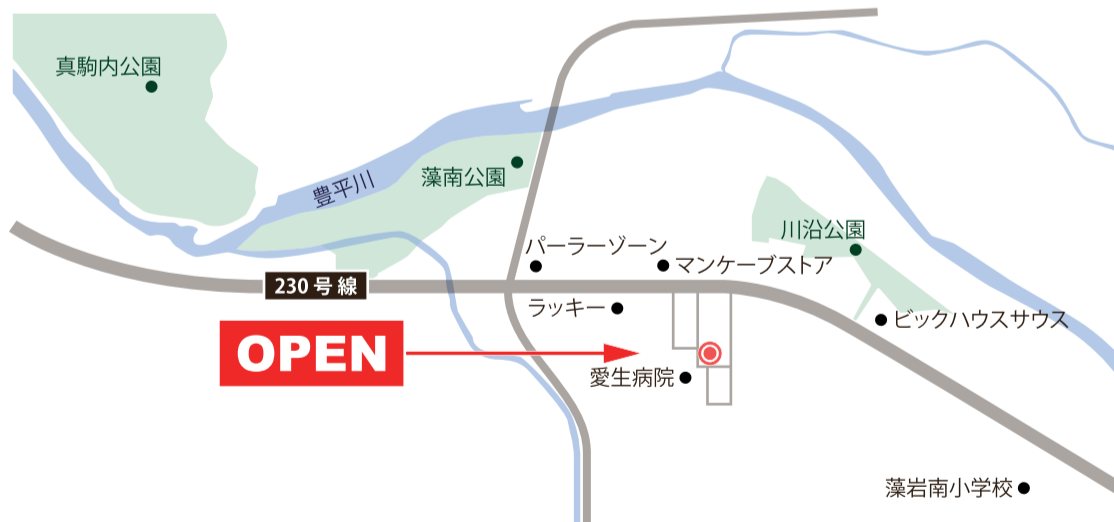 真駒内公園
藻南公園
豊平川
川沿公園
パーラーゾーン
マンケーブストア
230号線
ラッキー
ビックハウスサウス
OPEN
愛生病院
藻岩南小学校